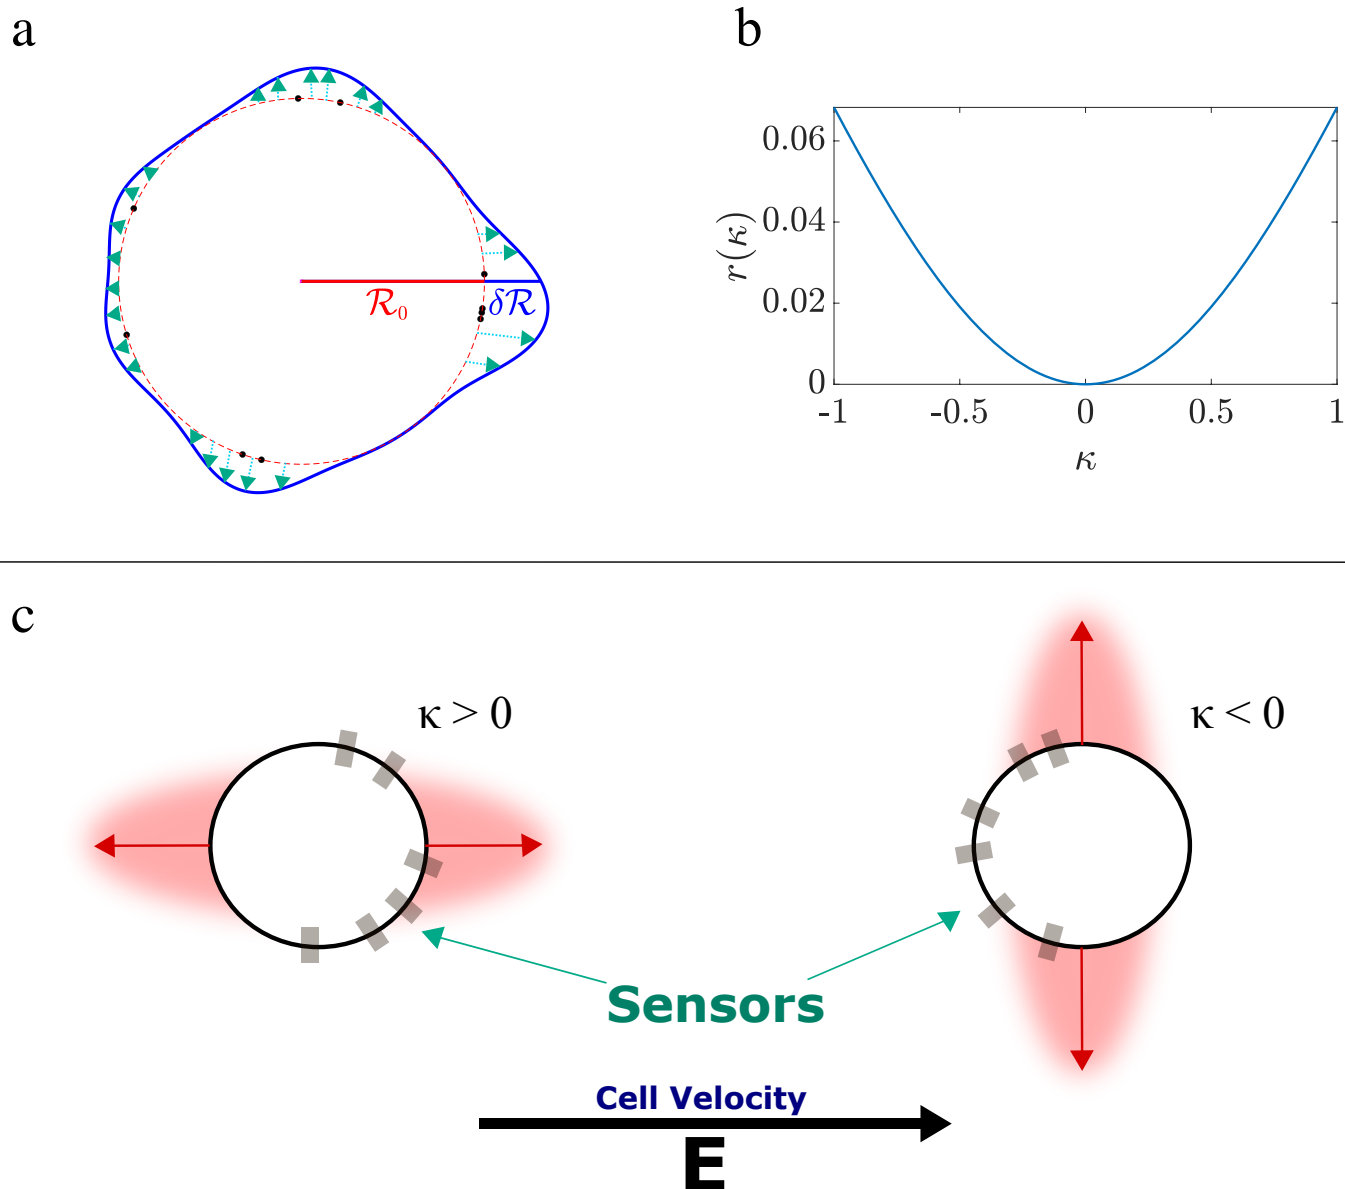 a
ℛ₀
δℛ
b
r(κ)
0.06
0.04
0.02
0
-1
-0.5
0
0.5
1
κ
c
κ > 0
κ < 0
Sensors
Cell Velocity
E